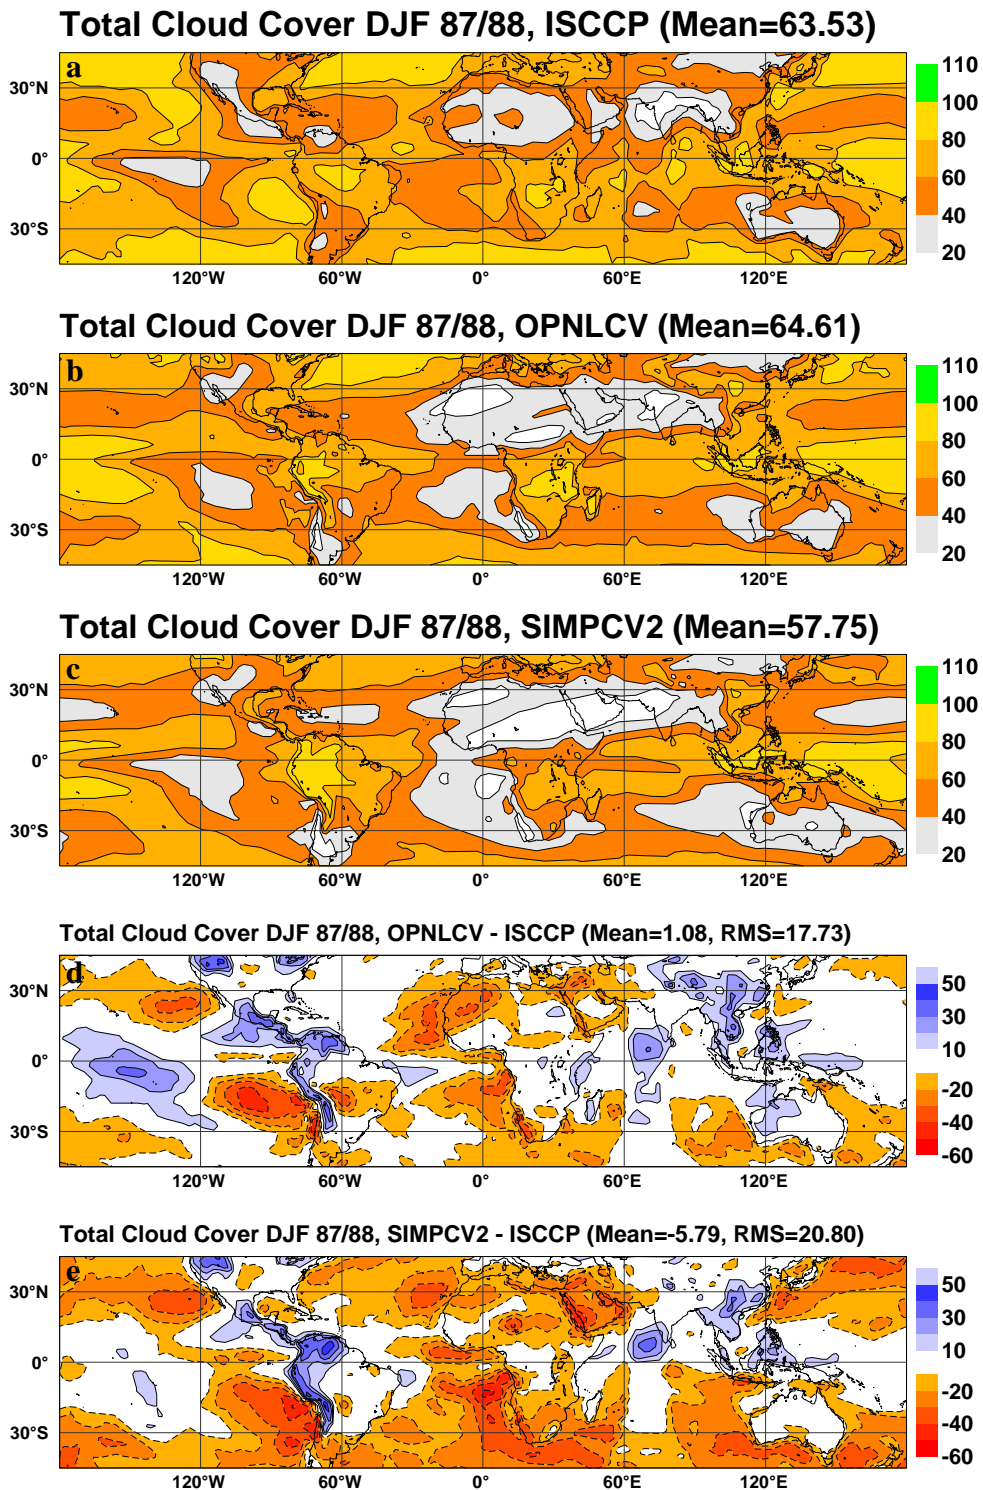 Total Cloud Cover DJF 87/88, ISCCP (Mean=63.53)
a
30°N
0°
30°S
120°W 60°W 0° 60°E 120°E
110
100
80
60
40
20
Total Cloud Cover DJF 87/88, OPNLCV (Mean=64.61)
b
30°N
0°
30°S
120°W 60°W 0° 60°E 120°E
110
100
80
60
40
20
Total Cloud Cover DJF 87/88, SIMPCV2 (Mean=57.75)
c
30°N
0°
30°S
120°W 60°W 0° 60°E 120°E
110
100
80
60
40
20
Total Cloud Cover DJF 87/88, OPNLCV - ISCCP (Mean=1.08, RMS=17.73)
d
30°N
0°
30°S
120°W 60°W 0° 60°E 120°E
50
30
10
-20
-40
-60
Total Cloud Cover DJF 87/88, SIMPCV2 - ISCCP (Mean=-5.79, RMS=20.80)
e
30°N
0°
30°S
120°W 60°W 0° 60°E 120°E
50
30
10
-20
-40
-60